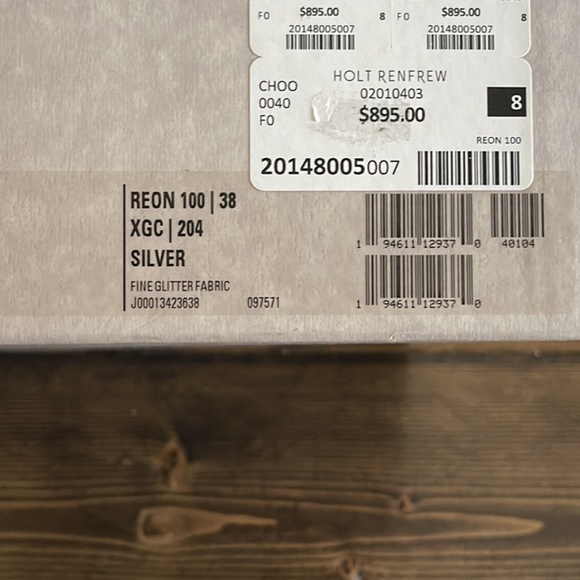 $895.00
F0 8
20148005007
$895.00
F0 8
20148005007
HOLT RENFREW
CHOO
0040
F0
02010403
$895.00
8
REON 100
20148005007
REON 100 | 38
XGC | 204
SILVER
FINE GLITTER FABRIC
J00013423638 097571
1 94611 12937 0
40104
1 94611 12937 0